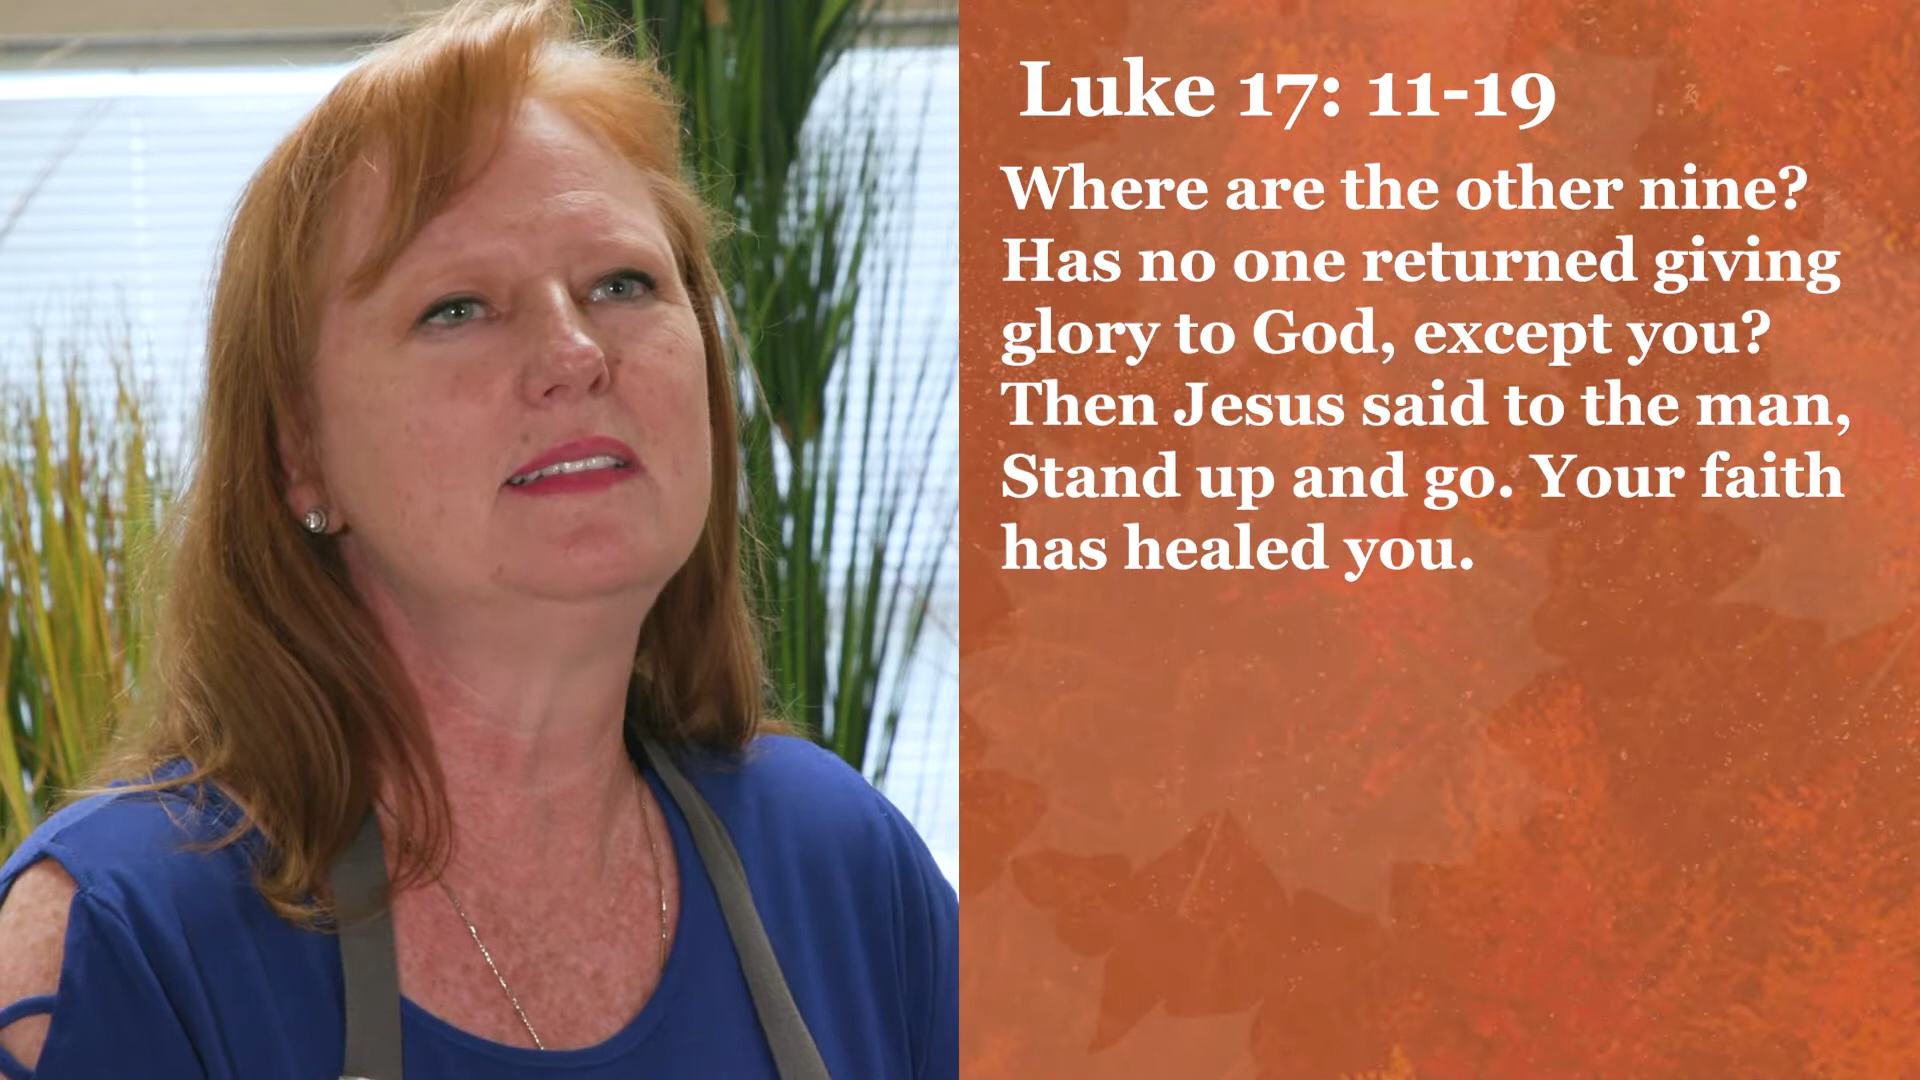 Luke 17: 11-19
Where are the other nine?
Has no one returned giving
glory to God, except you?
Then Jesus said to the man,
Stand up and go. Your faith
has healed you.